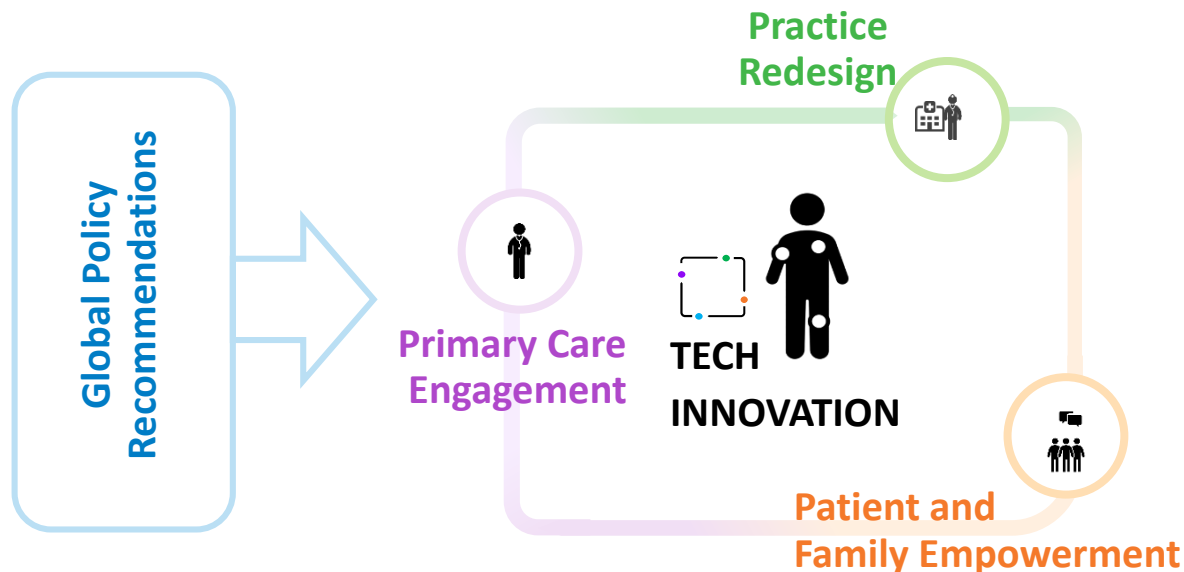 Global Policy
Recommendations
Practice
Redesign
Primary Care
Engagement
TECH
INNOVATION
Patient and
Family Empowerment